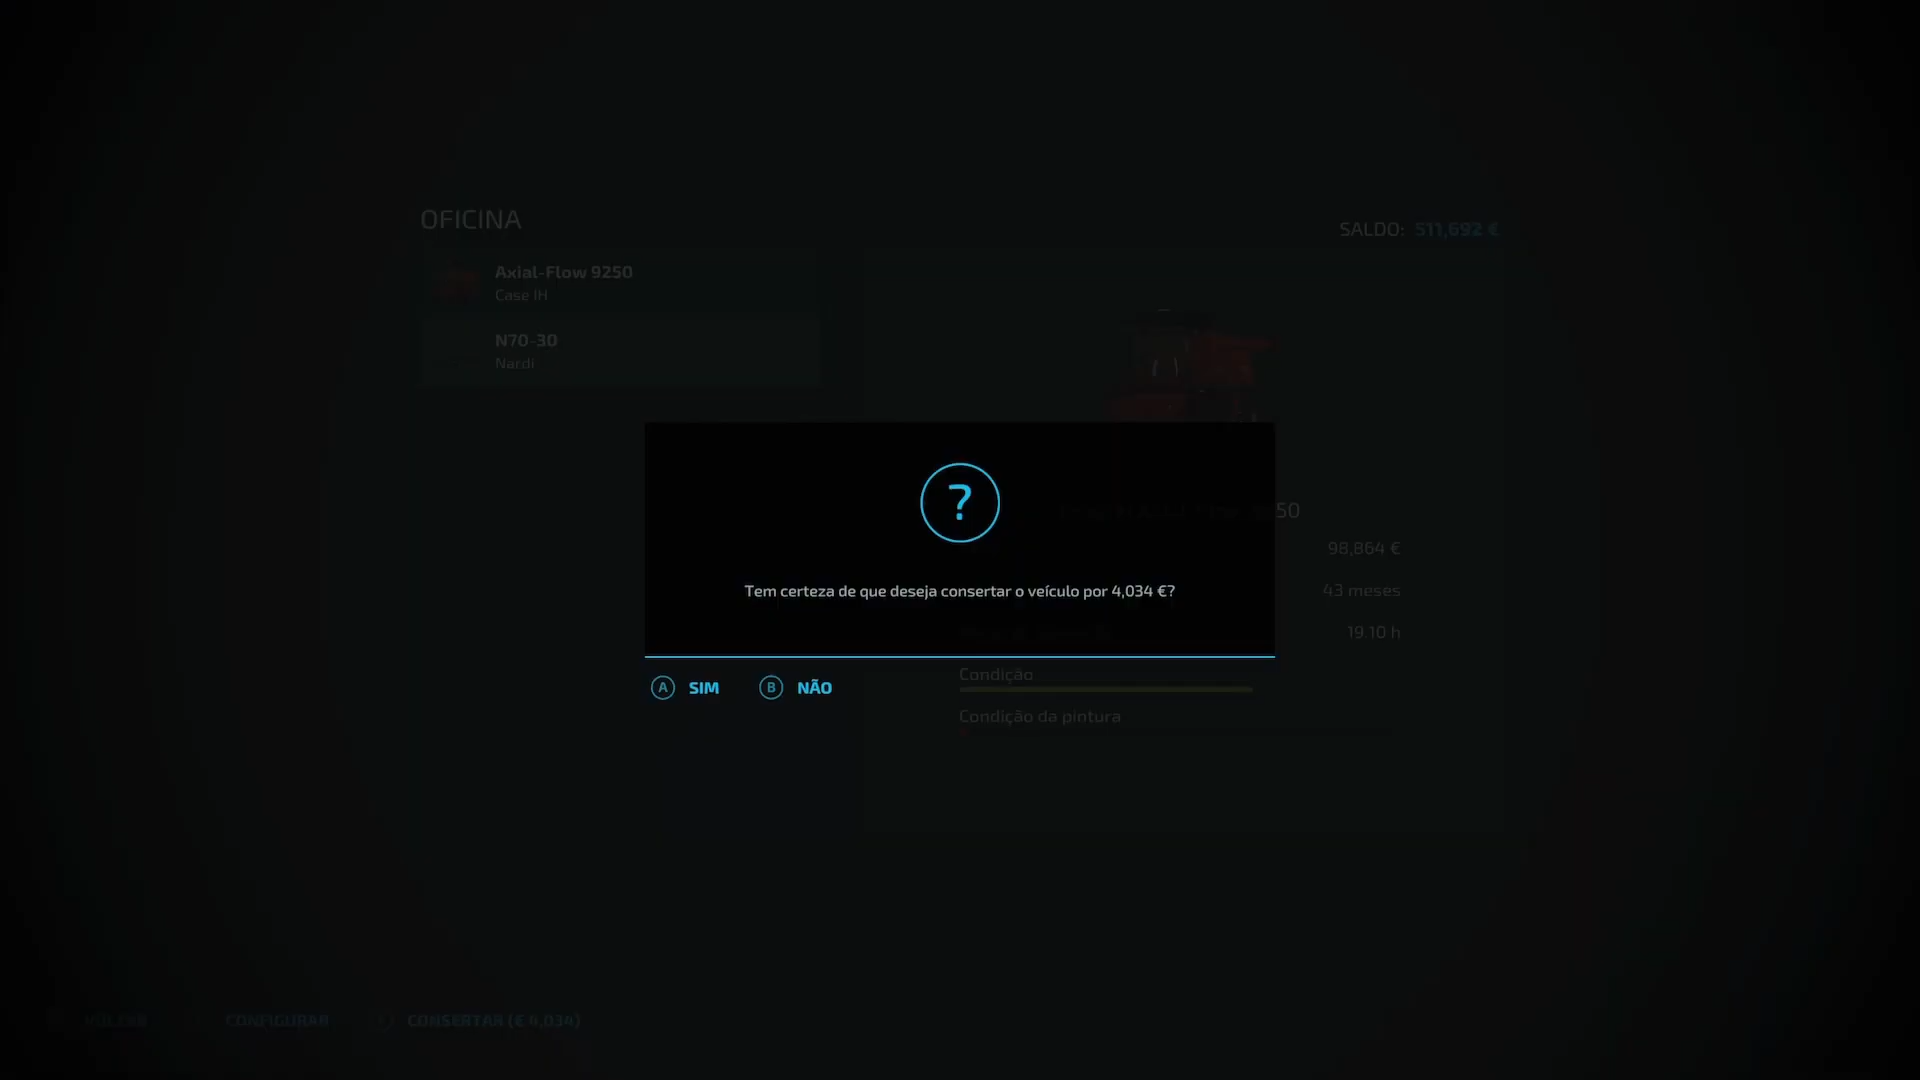 OFICINA
SALDO: 511,692 €
Axial-Flow 9250
Case IH
N70-30
Nardi
?
50
98,864 €
Tem certeza de que deseja consertar o veículo por 4,034 €?
43 meses
19.10 h
Condição
A SIM B NÃO
Condição da pintura
VOLTAR CONFIGURAR CONSERTAR (€ 4,034)